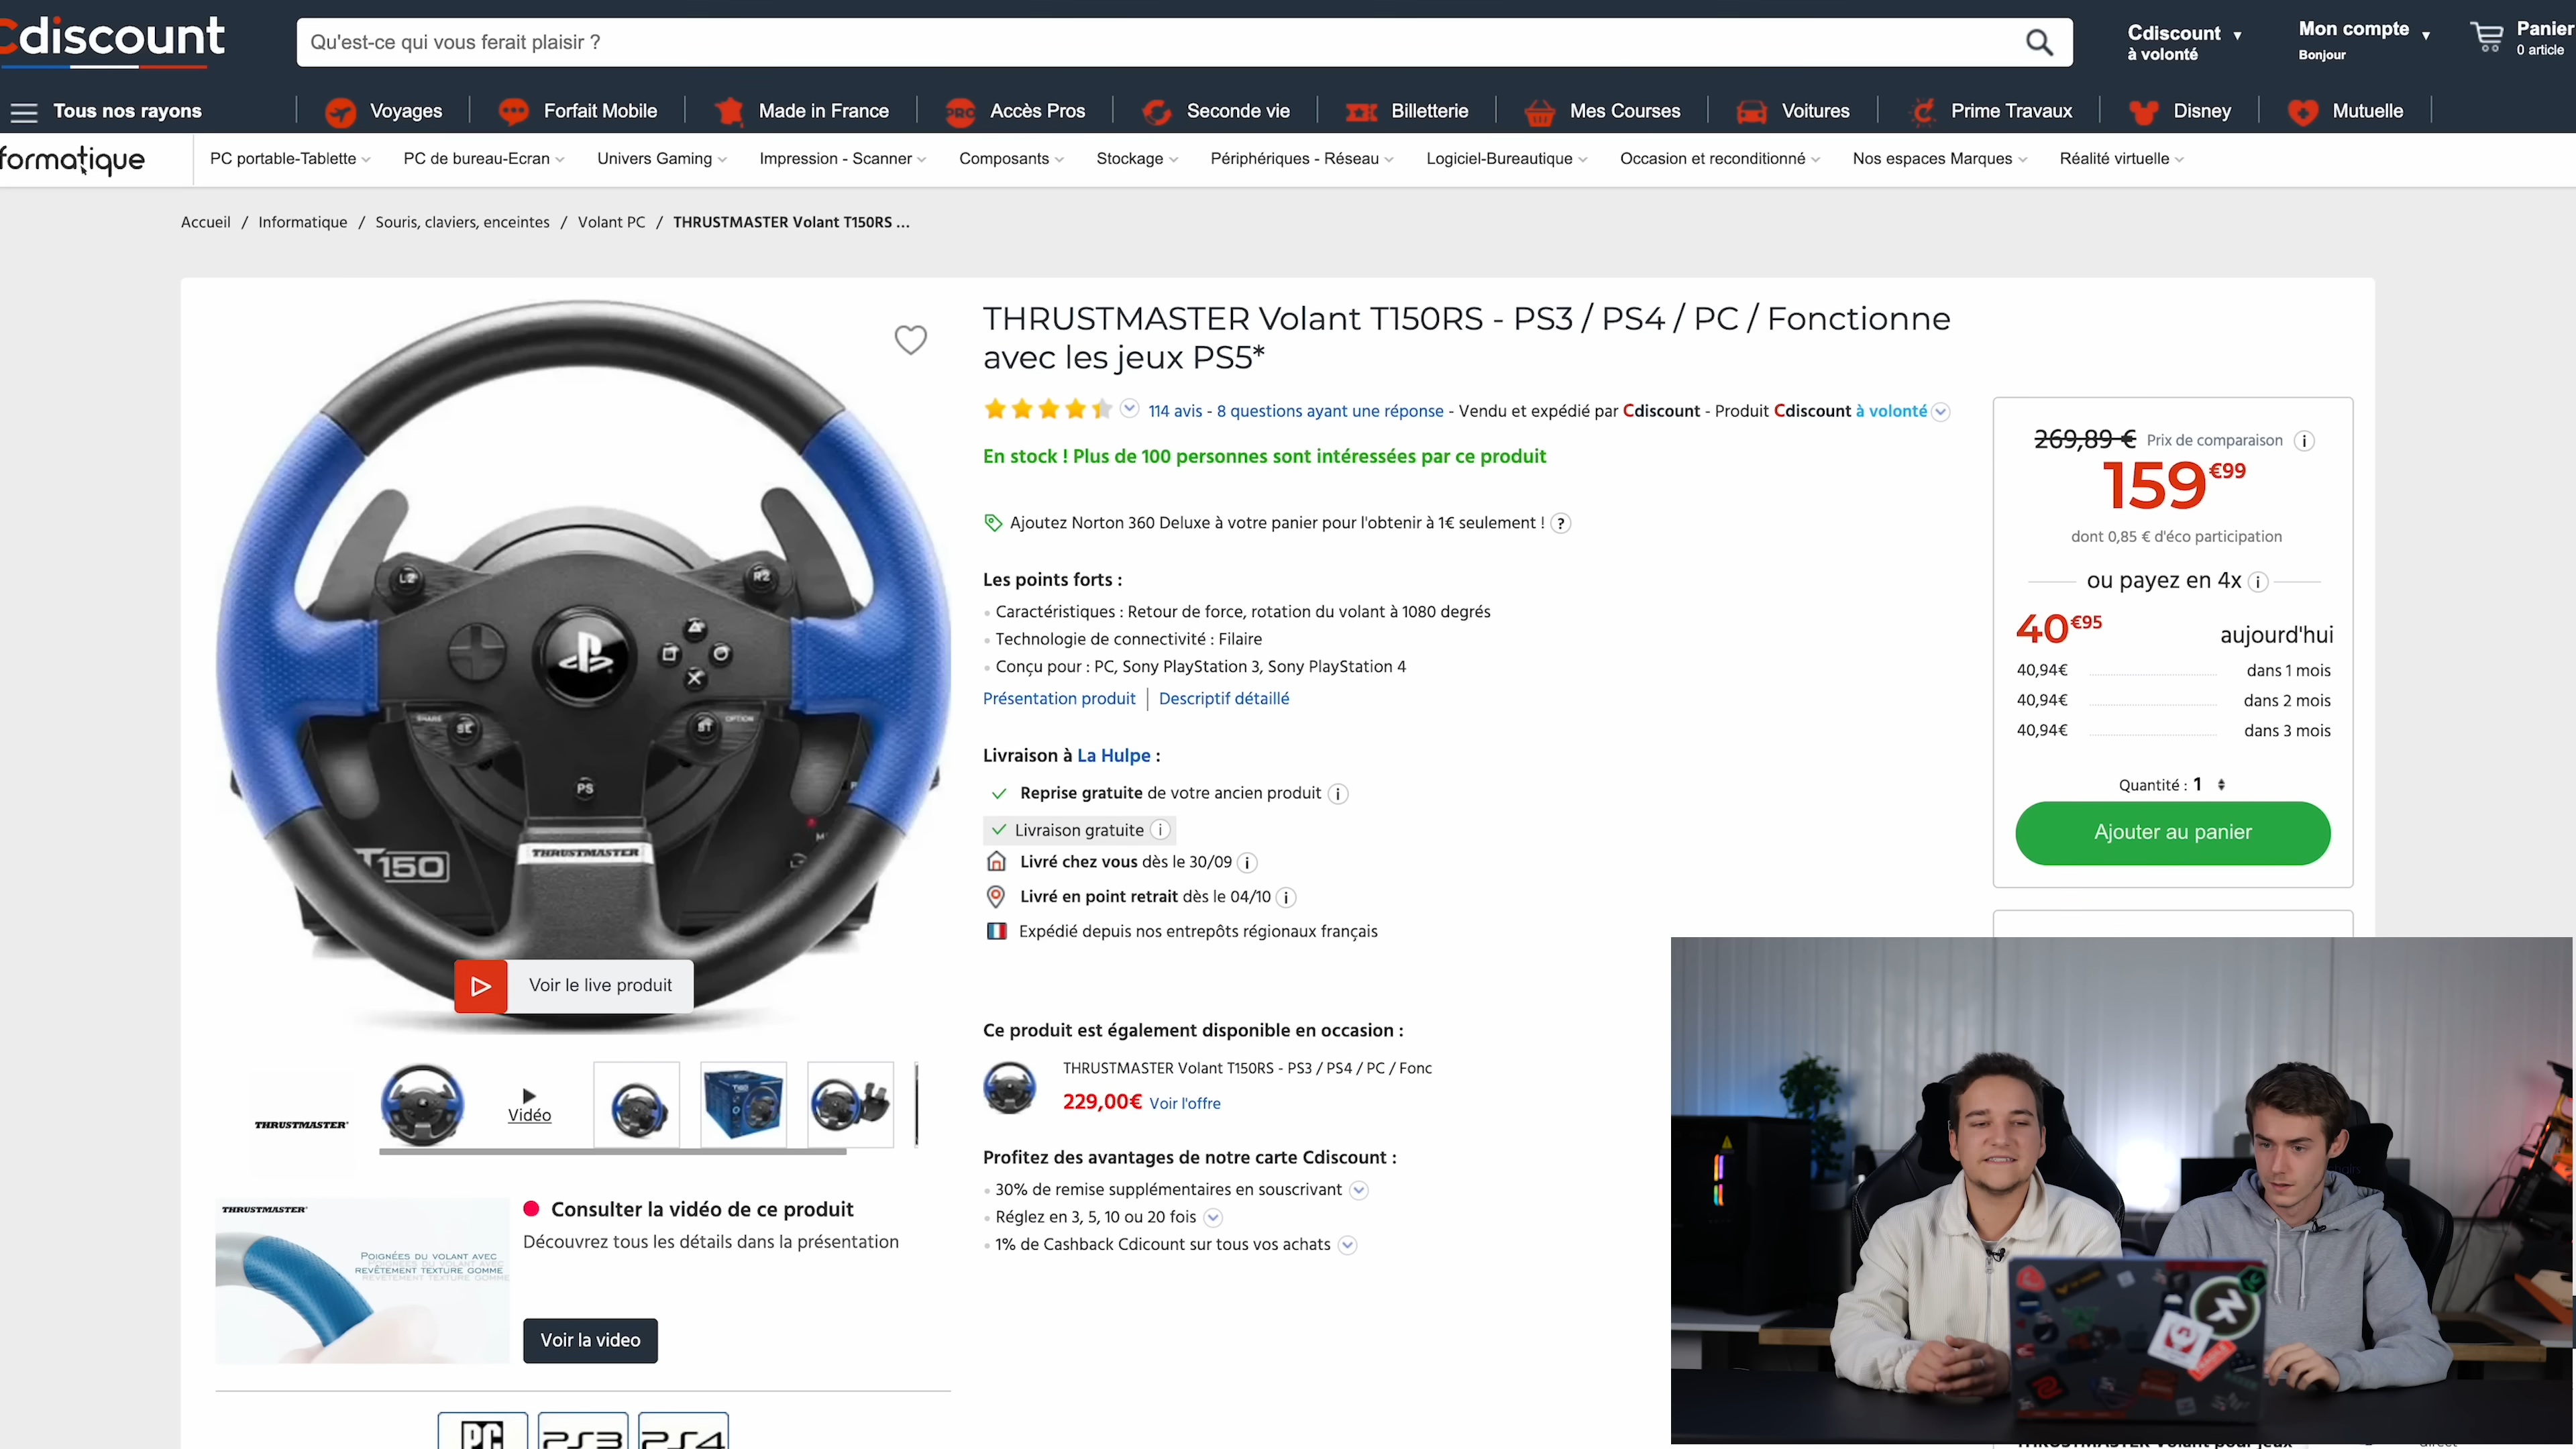 Cdiscount
Qu'est-ce qui vous ferait plaisir ?
Cdiscount
à volonté
Mon compte
Bonjour
Panier
0 article
Tous nos rayons
Voyages
Forfait Mobile
Made in France
PRO
Accès Pros
Seconde vie
Billetterie
Mes Courses
Voitures
Prime Travaux
Disney
Mutuelle
formatique
PC portable-Tablette
PC de bureau-Ecran
Univers Gaming
Impression - Scanner
Composants
Stockage
Périphériques - Réseau
Logiciel-Bureautique
Occasion et reconditionné
Nos espaces Marques
Réalité virtuelle
Accueil / Informatique / Souris, claviers, enceintes / Volant PC / THRUSTMASTER Volant T150RS ...
THRUSTMASTER Volant T150RS - PS3 / PS4 / PC / Fonctionne
avec les jeux PS5*
114 avis - 8 questions ayant une réponse - Vendu et expédié par Cdiscount - Produit Cdiscount à volonté
En stock ! Plus de 100 personnes sont intéressées par ce produit
Ajoutez Norton 360 Deluxe à votre panier pour l'obtenir à 1€ seulement ! ?
Les points forts :
Caractéristiques : Retour de force, rotation du volant à 1080 degrés
Technologie de connectivité : Filaire
Conçu pour : PC, Sony PlayStation 3, Sony PlayStation 4
Présentation produit | Descriptif détaillé
Livraison à La Hulpe :
Reprise gratuite de votre ancien produit i
Livraison gratuite i
Livré chez vous dès le 30/09 i
Livré en point retrait dès le 04/10 i
Expédié depuis nos entrepôts régionaux français
Ce produit est également disponible en occasion :
THRUSTMASTER Volant T150RS - PS3 / PS4 / PC / Fonc
229,00€ Voir l'offre
Profitez des avantages de notre carte Cdiscount :
30% de remise supplémentaires en souscrivant
Réglez en 3, 5, 10 ou 20 fois
1% de Cashback Cdicount sur tous vos achats
269,89 € Prix de comparaison i
159€99
dont 0,85 € d'éco participation
ou payez en 4x i
40€95 aujourd'hui
40,94€ dans 1 mois
40,94€ dans 2 mois
40,94€ dans 3 mois
Quantité : 1
Ajouter au panier
L2
R2
SHARE
SE
ST
OPTION
PS
THRUSTMASTER
T150
Voir le live produit
THRUSTMASTER
Vidéo
THRUSTMASTER
POIGNÉES DU VOLANT AVEC
REVÊTEMENT TEXTURE GOMME
Consulter la vidéo de ce produit
Découvrez tous les détails dans la présentation
Voir la video
PC
PS3
PS4